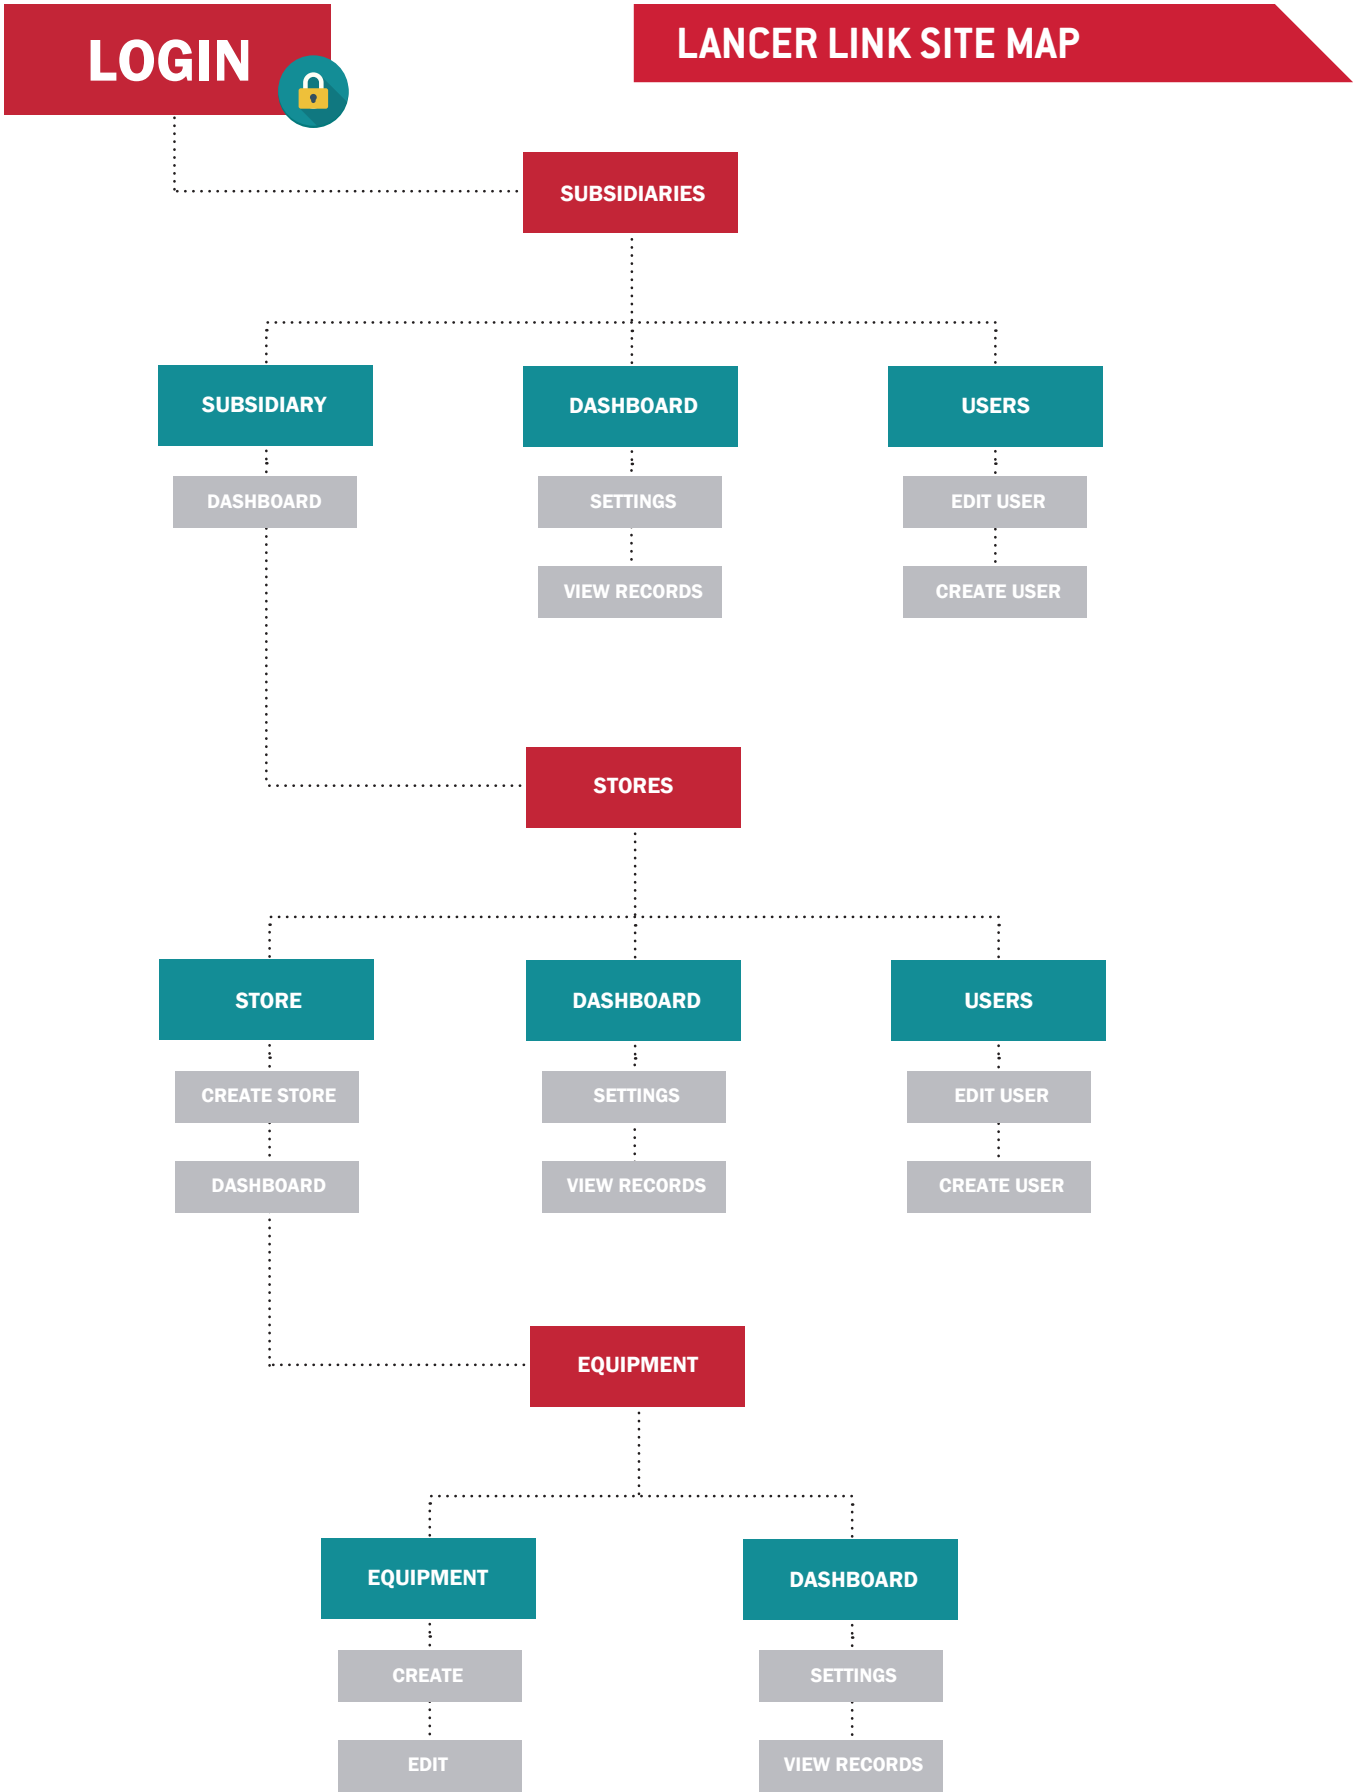 LOGIN
LANCER LINK SITE MAP
SUBSIDIARIES
SUBSIDIARY
DASHBOARD
USERS
DASHBOARD
SETTINGS
EDIT USER
VIEW RECORDS
CREATE USER
STORES
STORE
DASHBOARD
USERS
CREATE STORE
SETTINGS
EDIT USER
DASHBOARD
VIEW RECORDS
CREATE USER
EQUIPMENT
EQUIPMENT
DASHBOARD
CREATE
SETTINGS
EDIT
VIEW RECORDS